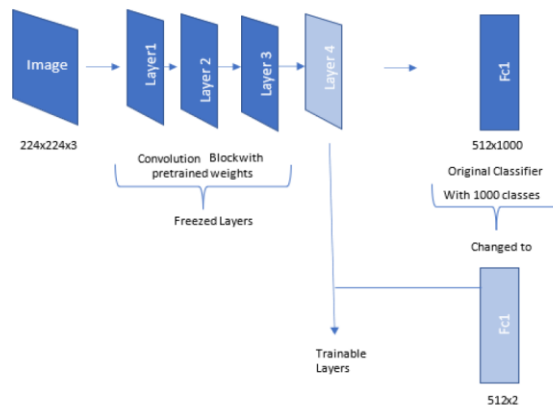 Image
Layer1
Layer 2
Layer 3
Layer 4
Fc1
224x224x3
512x1000
Convolution Blockwith
pretrained weights
Freezed Layers
Original Classifier
With 1000 classes
Changed to
Fc1
Trainable
Layers
512x2